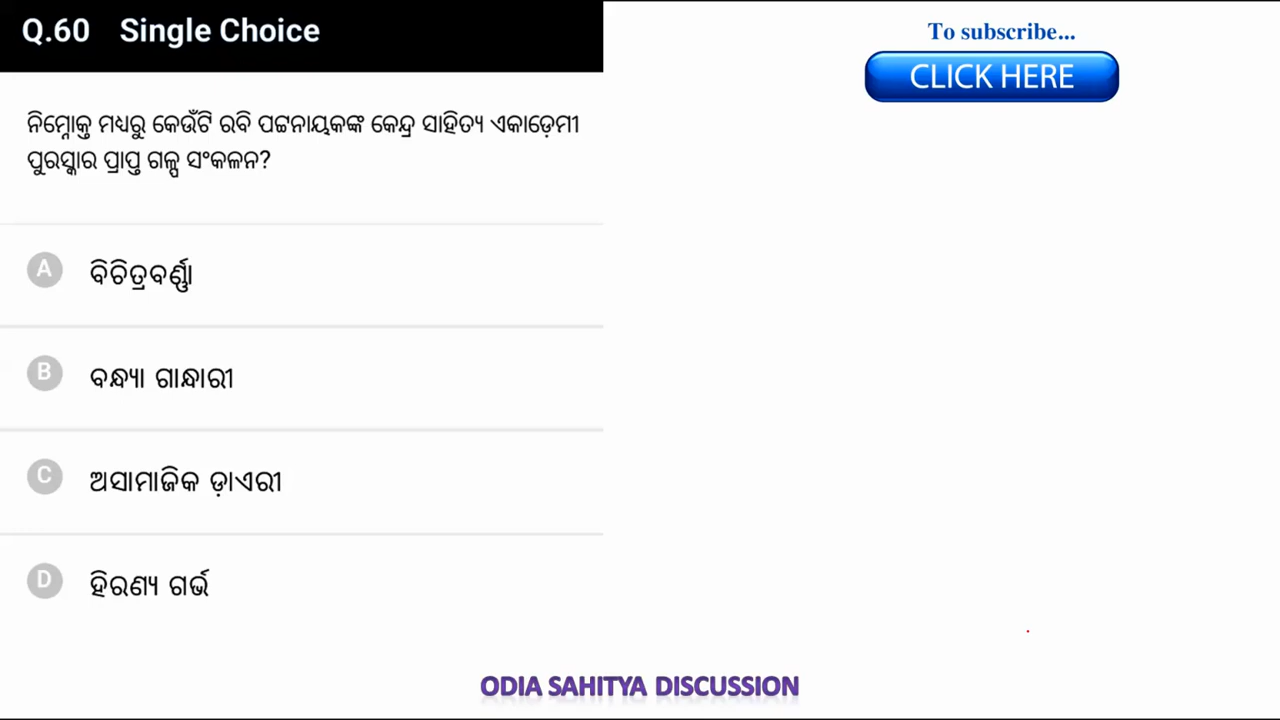 Q.60 Single Choice
To subscribe...
CLICK HERE
ନିମ୍ନୋକ୍ତ ମଧ୍ୟରୁ କେଉଁଟି ରବି ପଟ୍ଟନାୟକଙ୍କ କେନ୍ଦ୍ର ସାହିତ୍ୟ ଏକାଡ଼େମୀ
ପୁରସ୍କାର ପ୍ରାପ୍ତ ଗଳ୍ପ ସଂକଳନ?
A ବିଚିତ୍ରବର୍ଣ୍ଣା
B ବନ୍ଧ୍ୟା ଗାନ୍ଧାରୀ
C ଅସାମାଜିକ ଡ଼ାଏରୀ
D ହିରଣ୍ୟ ଗର୍ଭ
ODIA SAHITYA DISCUSSION